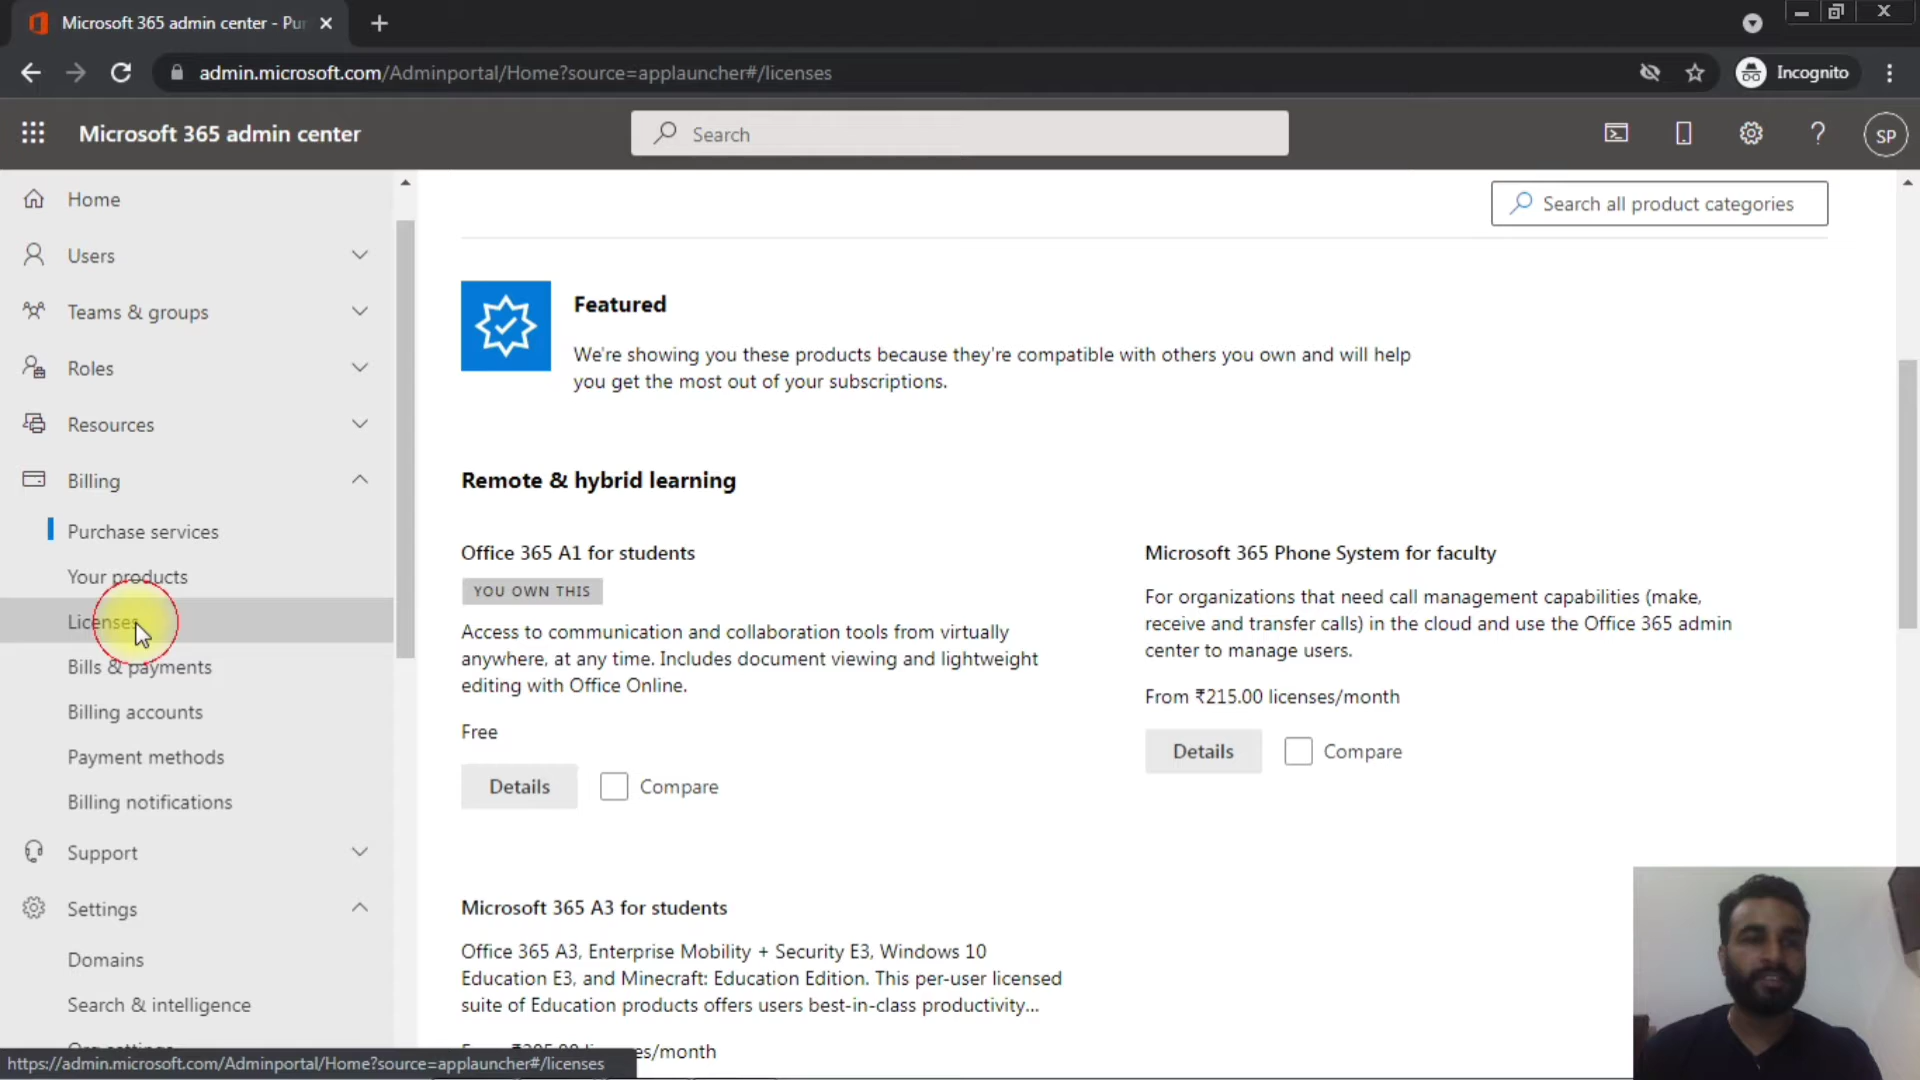 Microsoft 365 admin center - Pu
admin.microsoft.com/Adminportal/Home?source=applauncher#/licenses
Incognito
Microsoft 365 admin center
Search
SP
Home
Users
Teams & groups
Roles
Resources
Billing
Purchase services
Your products
Licenses
Bills & payments
Billing accounts
Payment methods
Billing notifications
Support
Settings
Domains
Search & intelligence
https://admin.microsoft.com/Adminportal/Home?source=applauncher#/licenses
Search all product categories
Featured
We're showing you these products because they're compatible with others you own and will help
you get the most out of your subscriptions.
Remote & hybrid learning
Office 365 A1 for students
YOU OWN THIS
Access to communication and collaboration tools from virtually
anywhere, at any time. Includes document viewing and lightweight
editing with Office Online.
Free
Details
Compare
Microsoft 365 Phone System for faculty
For organizations that need call management capabilities (make,
receive and transfer calls) in the cloud and use the Office 365 admin
center to manage users.
From ₹215.00 licenses/month
Details
Compare
Microsoft 365 A3 for students
Office 365 A3, Enterprise Mobility + Security E3, Windows 10
Education E3, and Minecraft: Education Edition. This per-user licensed
suite of Education products offers users best-in-class productivity...
es/month